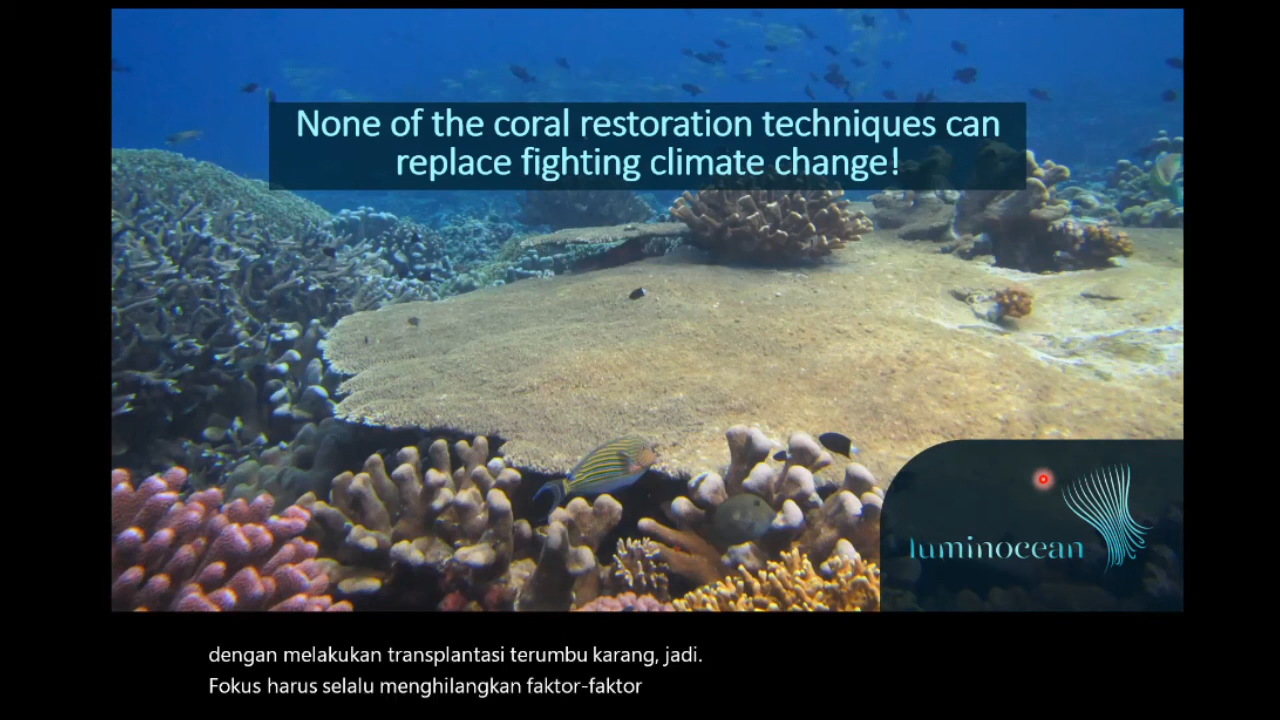 None of the coral restoration techniques can
replace fighting climate change!
luminocean
dengan melakukan transplantasi terumbu karang, jadi.
Fokus harus selalu menghilangkan faktor-faktor